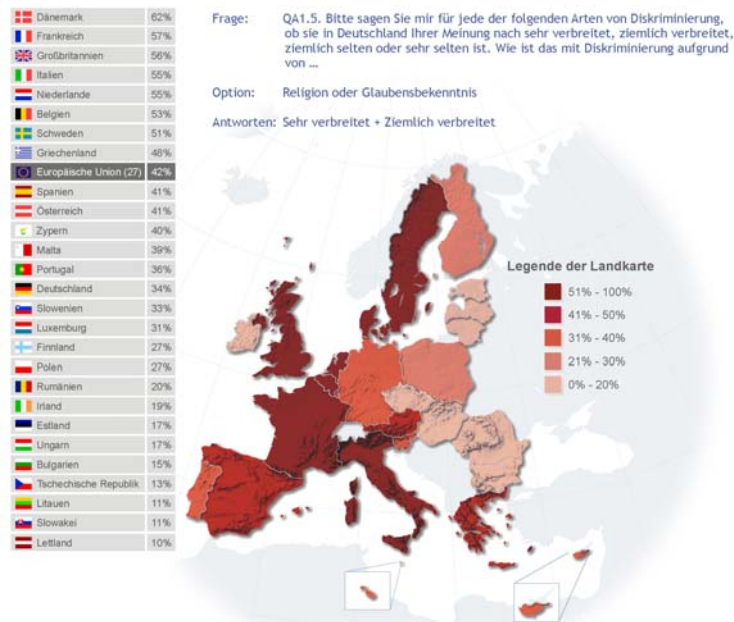 Dänemark 62%
Frankreich 57%
Großbritannien 56%
Italien 55%
Niederlande 55%
Belgien 53%
Schweden 51%
Griechenland 48%
Europäische Union (27) 42%
Spanien 41%
Österreich 41%
Zypern 40%
Malta 39%
Portugal 36%
Deutschland 34%
Slowenien 33%
Luxemburg 31%
Finnland 27%
Polen 27%
Rumänien 20%
Irland 19%
Estland 17%
Ungarn 17%
Bulgarien 15%
Tschechische Republik 13%
Litauen 11%
Slowakei 11%
Lettland 10%
Frage: QA1.5. Bitte sagen Sie mir für jede der folgenden Arten von Diskriminierung,
ob sie in Deutschland Ihrer Meinung nach sehr verbreitet, ziemlich verbreitet,
ziemlich selten oder sehr selten ist. Wie ist das mit Diskriminierung aufgrund
von ...
Option: Religion oder Glaubensbekenntnis
Antworten: Sehr verbreitet + Ziemlich verbreitet
Legende der Landkarte
51% - 100%
41% - 50%
31% - 40%
21% - 30%
0% - 20%